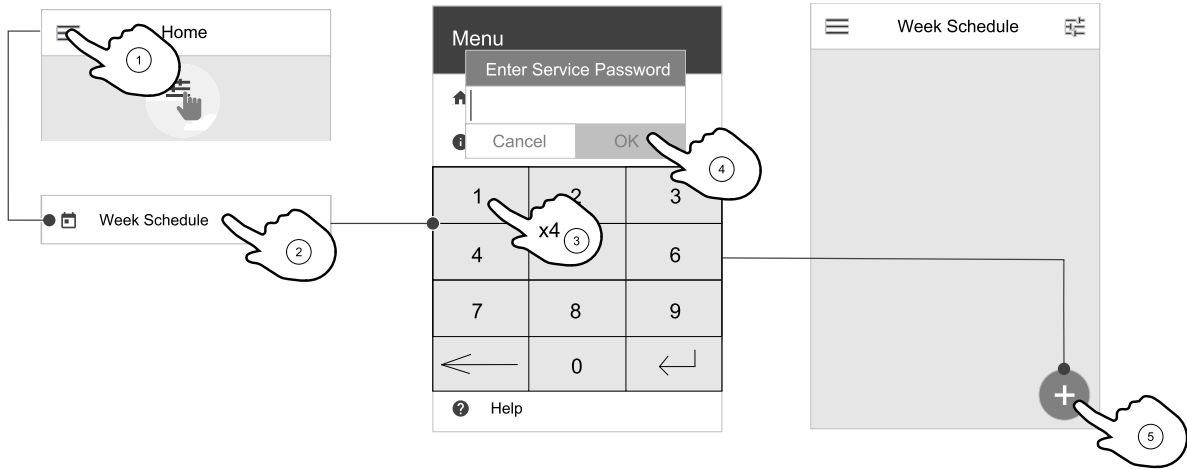 Home
1
Week Schedule
2
Menu
Enter Service Password
Cancel OK
4
1 2 3
x4 3
4 6
7 8 9
0
? Help
Week Schedule
+
5